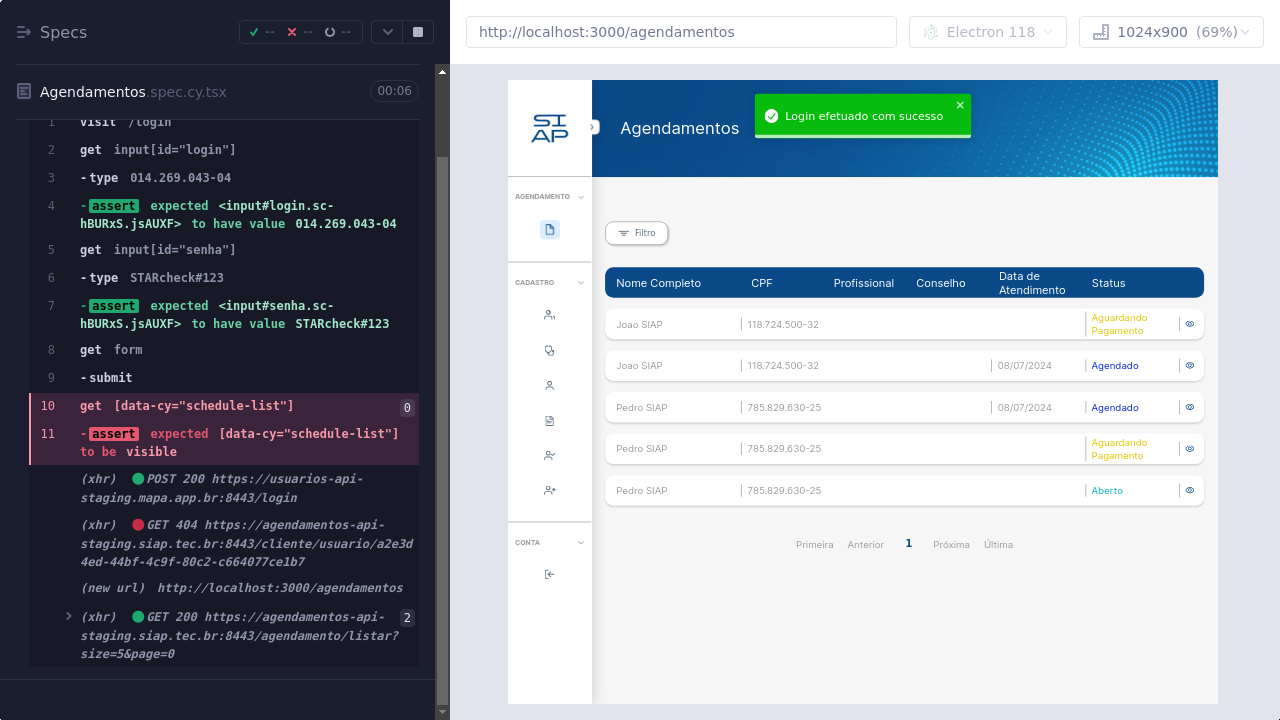 Specs
--
--
--
http://localhost:3000/agendamentos
Electron 118
1024x900 (69%)
Agendamentos.spec.cy.tsx
00:06
1 visit /login
2 get input[id="login"]
3 -type 014.269.043-04
4 -assert expected <input#login.sc-
hBURxS.jsAUXF> to have value 014.269.043-04
5 get input[id="senha"]
6 -type STARcheck#123
7 -assert expected <input#senha.sc-
hBURxS.jsAUXF> to have value STARcheck#123
8 get form
9 -submit
10 get [data-cy="schedule-list"] 0
11 -assert expected [data-cy="schedule-list"]
to be visible
(xhr) POST 200 https://usuarios-api-
staging.mapa.app.br:8443/login
(xhr) GET 404 https://agendamentos-api-
staging.siap.tec.br:8443/cliente/usuario/a2e3d
4ed-44bf-4c9f-80c2-c664077ce1b7
(new url) http://localhost:3000/agendamentos
(xhr) GET 200 https://agendamentos-api- 2
staging.siap.tec.br:8443/agendamento/listar?
size=5&page=0
SIAP
Agendamentos
Login efetuado com sucesso
AGENDAMENTO
CADASTRO
CONTA
Filtro
Nome Completo CPF Profissional Conselho Data de Atendimento Status
Joao SIAP 118.724.500-32 Aguardando Pagamento
Joao SIAP 118.724.500-32 08/07/2024 Agendado
Pedro SIAP 785.829.630-25 08/07/2024 Agendado
Pedro SIAP 785.829.630-25 Aguardando Pagamento
Pedro SIAP 785.829.630-25 Aberto
Primeira Anterior 1 Próxima Última